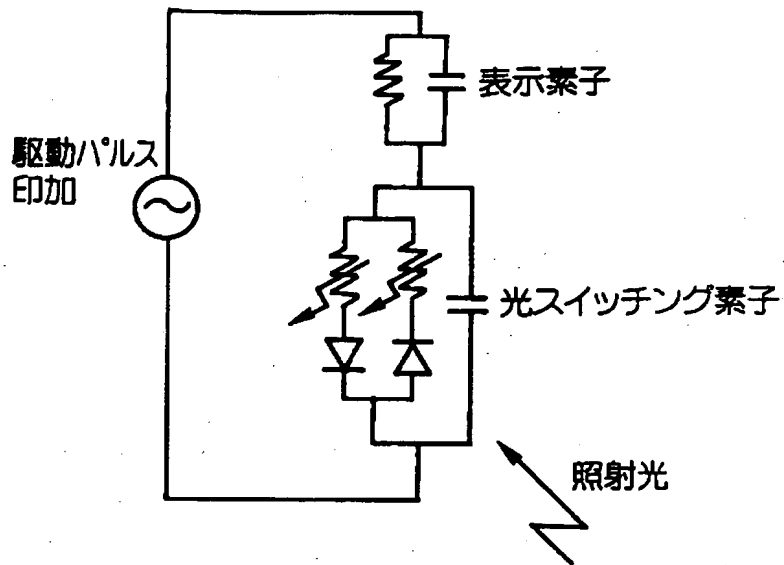 表示素子
駆動パルス
印加
光スイッチング素子
照射光